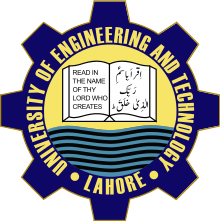 UNIVERSITY OF ENGINEERING AND TECHNOLOGY
READ IN
THE NAME
OF THY
LORD WHO
CREATES
اقرأ باسم
ربك
الذي خلق
• LAHORE •